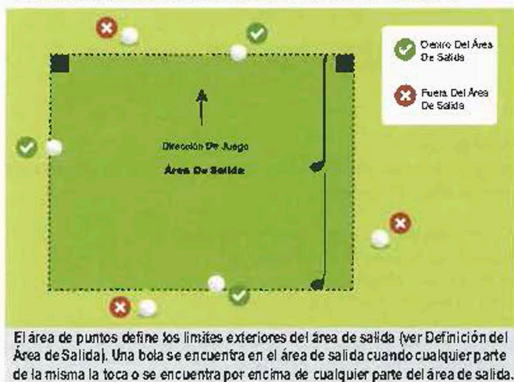 Dentro Del Área
De Salida
Fuera Del Área
De Salida
Dirección De Juego
Área De Salida
El área de puntos define los limites exteriores del área de salida (ver Definición del
Área de Salida). Una bola se encuentra en el área de salida cuando cualquier parte
de la misma la toca o se encuentra por encima de cualquier parte del área de salida.